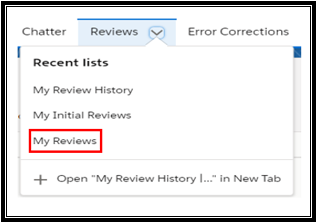 Chatter Reviews Error Corrections
Recent lists
My Review History
My Initial Reviews
My Reviews
+ Open "My Review History |..." in New Tab